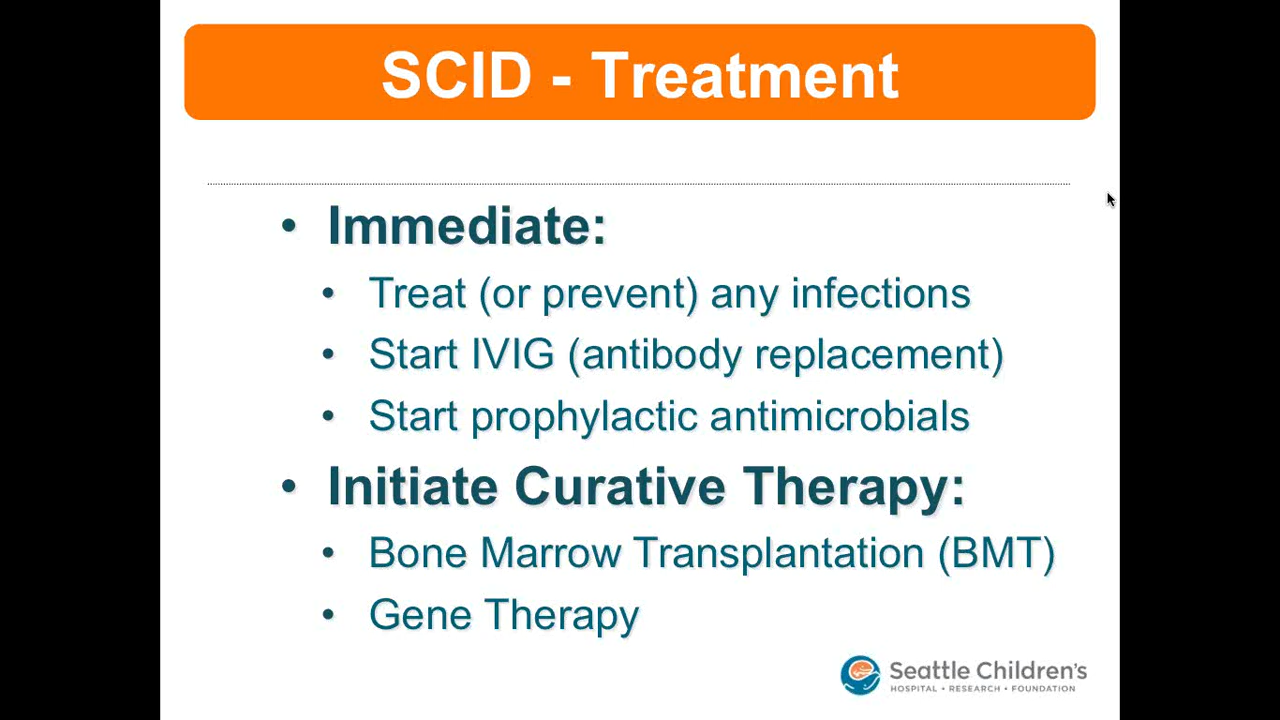 SCID - Treatment
• Immediate:
• Treat (or prevent) any infections
• Start IVIG (antibody replacement)
• Start prophylactic antimicrobials
• Initiate Curative Therapy:
• Bone Marrow Transplantation (BMT)
• Gene Therapy
Seattle Children's
HOSPITAL • RESEARCH • FOUNDATION